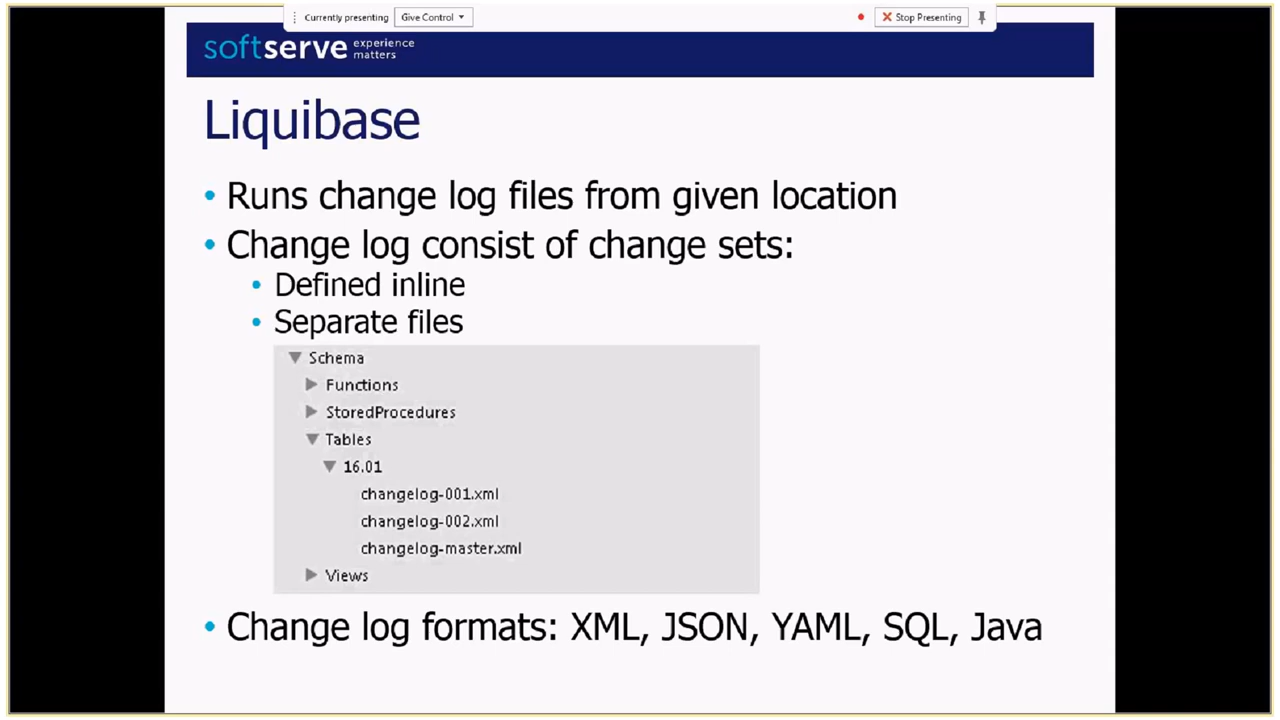 Currently presenting Give Control Stop Presenting
softserve experience matters
Liquibase
• Runs change log files from given location
• Change log consist of change sets:
• Defined inline
• Separate files
Schema
Functions
StoredProcedures
Tables
16.01
changelog-001.xml
changelog-002.xml
changelog-master.xml
Views
• Change log formats: XML, JSON, YAML, SQL, Java